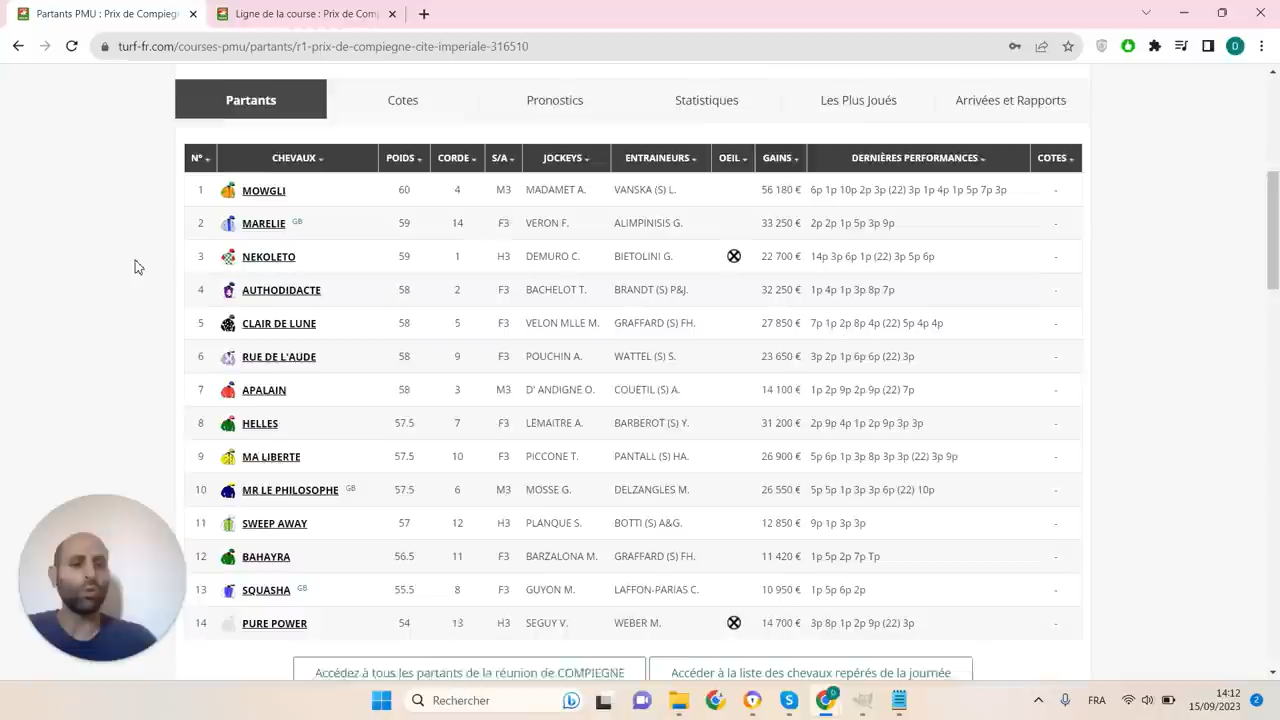 Partants PMU : Prix de Compieg
Ligne de la course : Prix de Com
turf-fr.com/courses-pmu/partants/r1-prix-de-compiegne-cite-imperiale-316510
D
Partants Cotes Pronostics Statistiques Les Plus Joués Arrivées et Rapports
N° CHEVAUX POIDS CORDE S/A JOCKEYS ENTRAINEURS OEIL GAINS DERNIÈRES PERFORMANCES COTES
1 MOWGLI 60 4 M3 MADAMET A. VANSKA (S) L. 56 180 € 6p 1p 10p 2p 3p (22) 3p 1p 4p 1p 5p 7p 3p -
2 MARELIE GB 59 14 F3 VERON F. ALIMPINISIS G. 33 250 € 2p 2p 1p 5p 3p 9p -
3 NEKOLETO 59 1 H3 DEMURO C. BIETOLINI G. 22 700 € 14p 3p 6p 1p (22) 3p 5p 6p -
4 AUTHODIDACTE 58 2 F3 BACHELOT T. BRANDT (S) P&J. 32 250 € 1p 4p 1p 3p 8p 7p -
5 CLAIR DE LUNE 58 5 F3 VELON MLLE M. GRAFFARD (S) FH. 27 850 € 7p 1p 2p 8p 4p (22) 5p 4p 4p -
6 RUE DE L'AUDE 58 9 F3 POUCHIN A. WATTEL (S) S. 23 650 € 3p 2p 1p 6p 6p (22) 3p -
7 APALAIN 58 3 M3 D' ANDIGNE O. COUETIL (S) A. 14 100 € 1p 2p 9p 2p 9p (22) 7p -
8 HELLES 57.5 7 F3 LEMAITRE A. BARBEROT (S) Y. 31 200 € 2p 9p 4p 1p 2p 9p 3p 3p -
9 MA LIBERTE 57.5 10 F3 PICCONE T. PANTALL (S) HA. 26 900 € 5p 6p 1p 3p 8p 3p 3p (22) 3p 9p -
10 MR LE PHILOSOPHE GB 57.5 6 M3 MOSSE G. DELZANGLES M. 26 550 € 5p 5p 1p 3p 3p 6p (22) 10p -
11 SWEEP AWAY 57 12 H3 PLANQUE S. BOTTI (S) A&G. 12 850 € 9p 1p 3p 3p -
12 BAHAYRA 56.5 11 F3 BARZALONA M. GRAFFARD (S) FH. 11 420 € 1p 5p 2p 7p Tp -
13 SQUASHA GB 55.5 8 F3 GUYON M. LAFFON-PARIAS C. 10 950 € 1p 5p 6p 2p -
14 PURE POWER 54 13 H3 SEGUY V. WEBER M. 14 700 € 3p 8p 1p 2p 9p (22) 3p -
Accédez à tous les partants de la réunion de COMPIEGNE
Accéder à la liste des chevaux repérés de la journée
Rechercher
FRA
14:12
15/09/2023
2